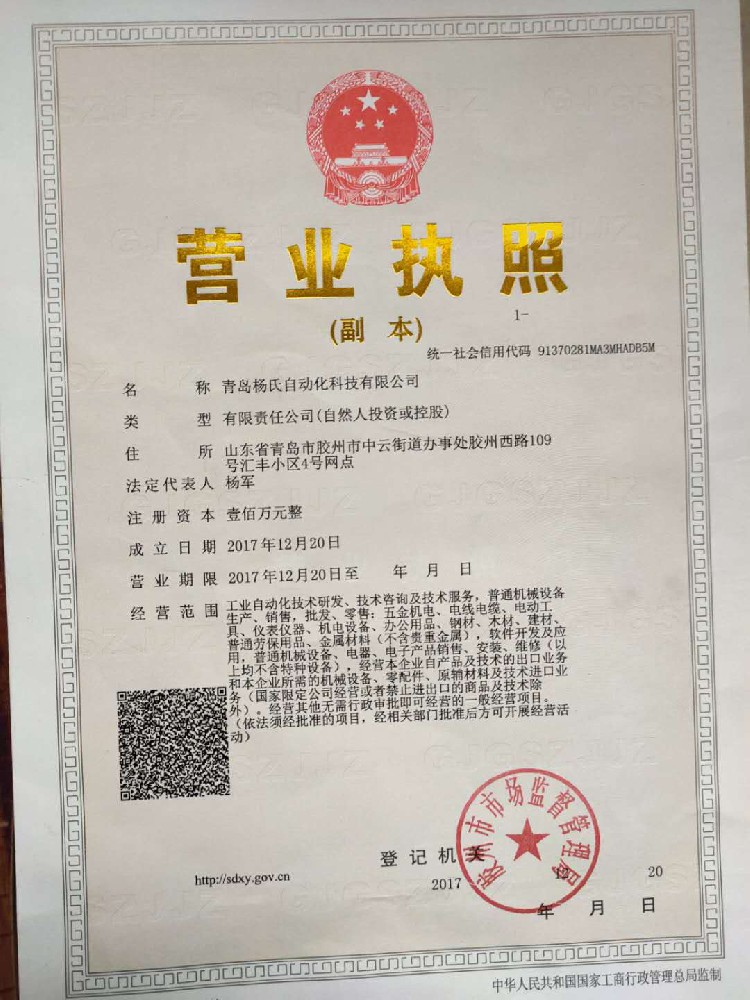 营业执照
(副 本)
1-
统一社会信用代码 91370281MA3MHADB5M
名 称 青岛杨氏自动化科技有限公司
类 型 有限责任公司(自然人投资或控股)
住 所 山东省青岛市胶州市中云街道办事处胶州西路109
号汇丰小区4号网点
法定代表人 杨军
注册资本 壹佰万元整
成立日期 2017年12月20日
营业期限 2017年12月20日至 年 月 日
经营范围 工业自动化技术研发、技术咨询及技术服务，普通机械设备
生产、销售，批发、零售：五金机电、电线电缆、电动工
具、仪表仪器、机电设备、办公用品、钢材、木材、建材、
普通劳保用品、金属材料（不含贵重金属），软件开发及应
用，普通机械设备、电器、电子产品销售、安装、维修（以
上均不含特种设备），经营本企业自产品及技术的出口业务
和本企业所需的机械设备、零配件、原辅材料及技术进口业
务（国家限定公司经营或者禁止进出口的商品及技术除
外）。经营其他无需行政审批即可经营的一般经营项目。
（依法须经批准的项目，经相关部门批准后方可开展经营活
动）
胶州市市场监督管理局
登记机关
http://sdxy.gov.cn
2017 12 20
年 月 日
中华人民共和国国家工商行政管理总局监制